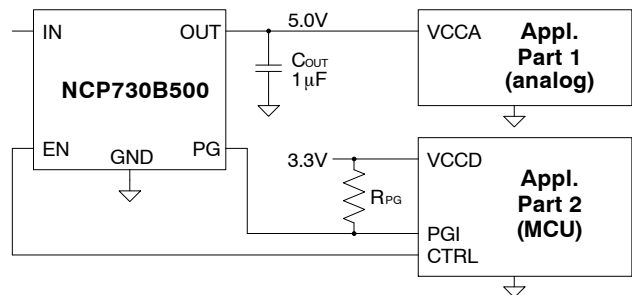 IN
OUT
5.0V
NCP730B500
COUT
1µF
EN
GND
PG
VCCA
Appl.
Part 1
(analog)
3.3V
RPG
VCCD
Appl.
Part 2
(MCU)
PGI
CTRL